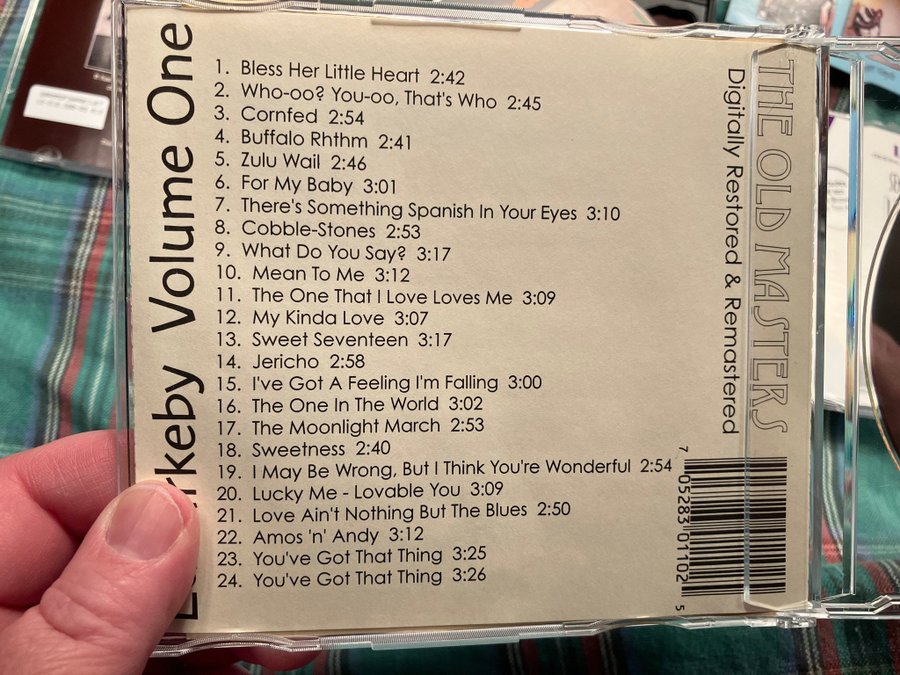 1. Bless Her Little Heart 2:42
2. Who-oo? You-oo, That's Who 2:45
3. Cornfed 2:54
4. Buffalo Rhthm 2:41
5. Zulu Wail 2:46
6. For My Baby 3:01
7. There's Something Spanish In Your Eyes 3:10
8. Cobble-Stones 2:53
9. What Do You Say? 3:17
10. Mean To Me 3:12
11. The One That I Love Loves Me 3:09
12. My Kinda Love 3:07
13. Sweet Seventeen 3:17
14. Jericho 2:58
15. I've Got A Feeling I'm Falling 3:00
16. The One In The World 3:02
17. The Moonlight March 2:53
18. Sweetness 2:40
19. I May Be Wrong, But I Think You're Wonderful 2:54
20. Lucky Me - Lovable You 3:09
21. Love Ain't Nothing But The Blues 2:50
22. Amos 'n' Andy 3:12
23. You've Got That Thing 3:25
24. You've Got That Thing 3:26
Volume One
THE OLD MASTERS
Digitally Restored & Remastered
7 05283 01102 5